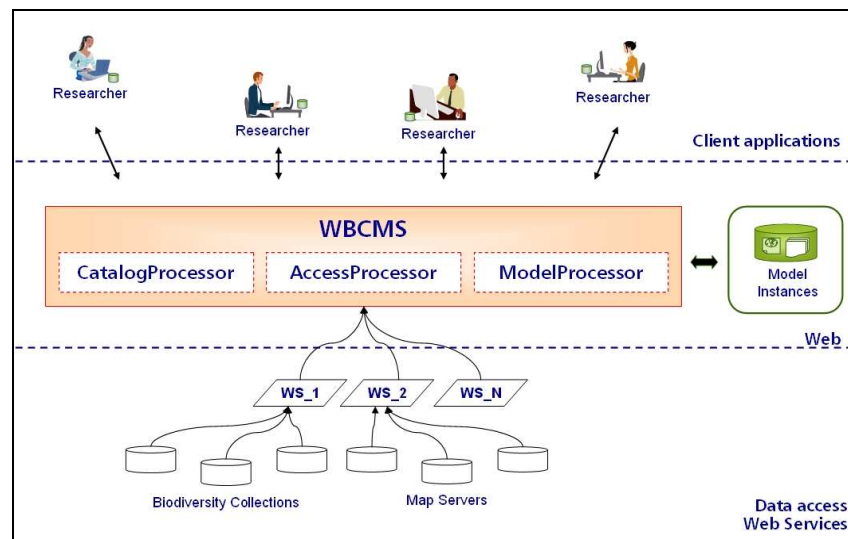 Researcher
Researcher
Researcher
Researcher
Client applications
WBCMS
CatalogProcessor
AccessProcessor
ModelProcessor
Model
Instances
Web
WS_1
WS_2
WS_N
Biodiversity Collections
Map Servers
Data access
Web Services